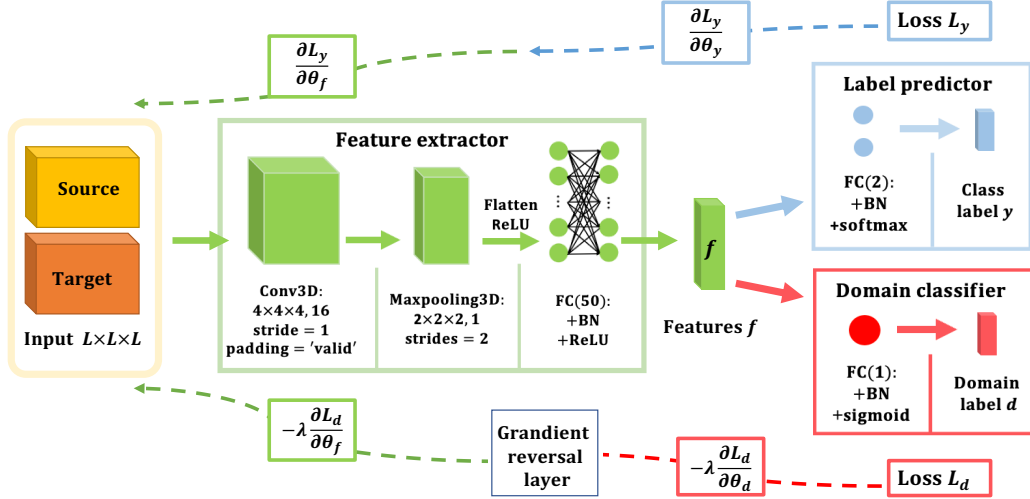 ∂L_y
∂θ_f
∂L_y
∂θ_y
Loss L_y
Source
Target
Input L×L×L
Feature extractor
Conv3D:
4×4×4, 16
stride = 1
padding = 'valid'
Maxpooling3D:
2×2×2, 1
strides = 2
Flatten
ReLU
...
...
FC(50):
+BN
+ReLU
f
Features f
Label predictor
FC(2):
+BN
+softmax
Class
label y
Domain classifier
FC(1):
+BN
+sigmoid
Domain
label d
−λ ∂L_d
∂θ_f
Grandient
reversal
layer
−λ ∂L_d
∂θ_d
Loss L_d